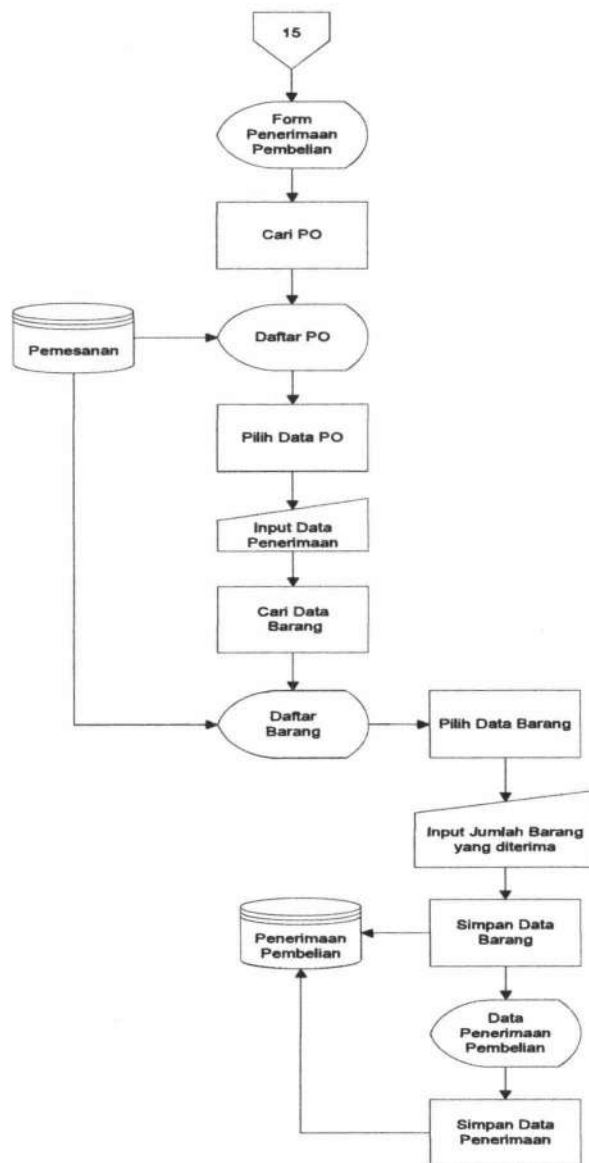 15
Form
Penerimaan
Pembelian
Cari PO
Pemesanan
Daftar PO
Pilih Data PO
Input Data
Penerimaan
Cari Data
Barang
Daftar
Barang
Pilih Data Barang
Input Jumlah Barang
yang diterima
Penerimaan
Pembelian
Simpan Data
Barang
Data
Penerimaan
Pembelian
Simpan Data
Penerimaan